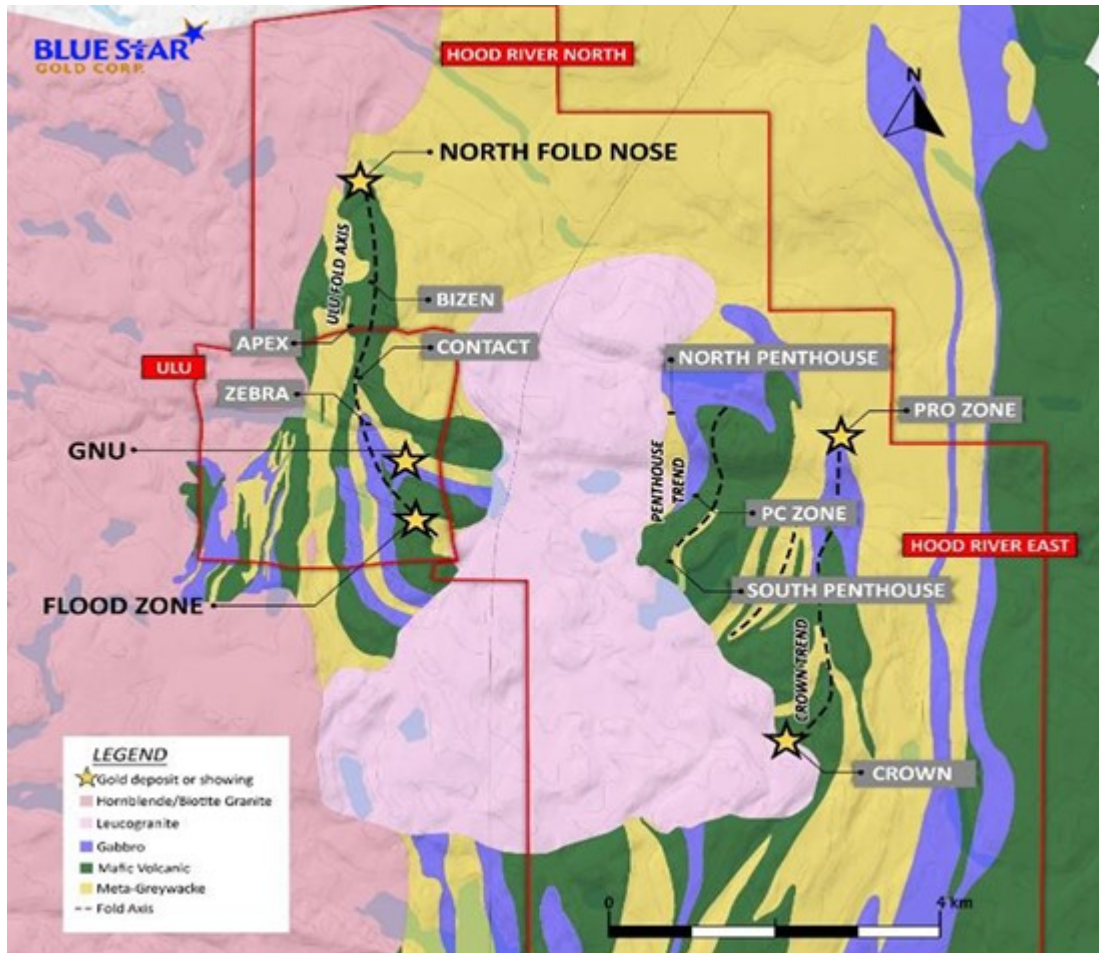 BLUE STAR
GOLD CORP.
HOOD RIVER NORTH
N
NORTH FOLD NOSE
ULU FOLD AXIS
BIZEN
APEX
CONTACT
ULU
ZEBRA
GNU
FLOOD ZONE
NORTH PENTHOUSE
PRO ZONE
PENTHOUSE
TREND
PC ZONE
HOOD RIVER EAST
SOUTH PENTHOUSE
CROWN TREND
CROWN
LEGEND
Gold deposit or showing
Hornblende/Biotite Granite
Leucogranite
Gabbro
Mafic Volcanic
Meta-Greywacke
Fold Axis
0 4 km